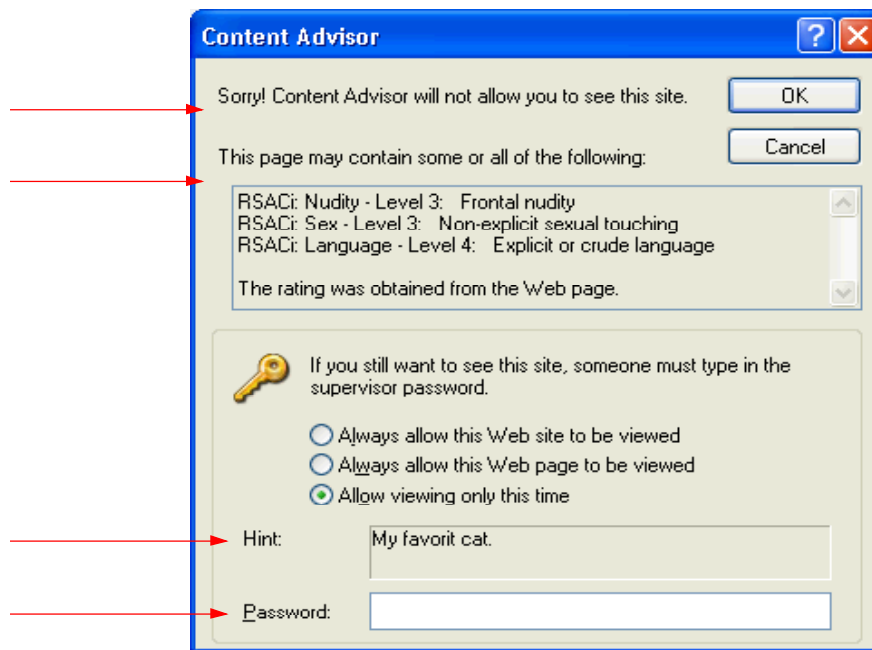 Content Advisor
Sorry! Content Advisor will not allow you to see this site.
OK
Cancel
This page may contain some or all of the following:
RSACi: Nudity - Level 3:   Frontal nudity
RSACi: Sex - Level 3:   Non-explicit sexual touching
RSACi: Language - Level 4:   Explicit or crude language
The rating was obtained from the Web page.
If you still want to see this site, someone must type in the
supervisor password.
Always allow this Web site to be viewed
Always allow this Web page to be viewed
Allow viewing only this time
Hint:
My favorit cat.
Password: